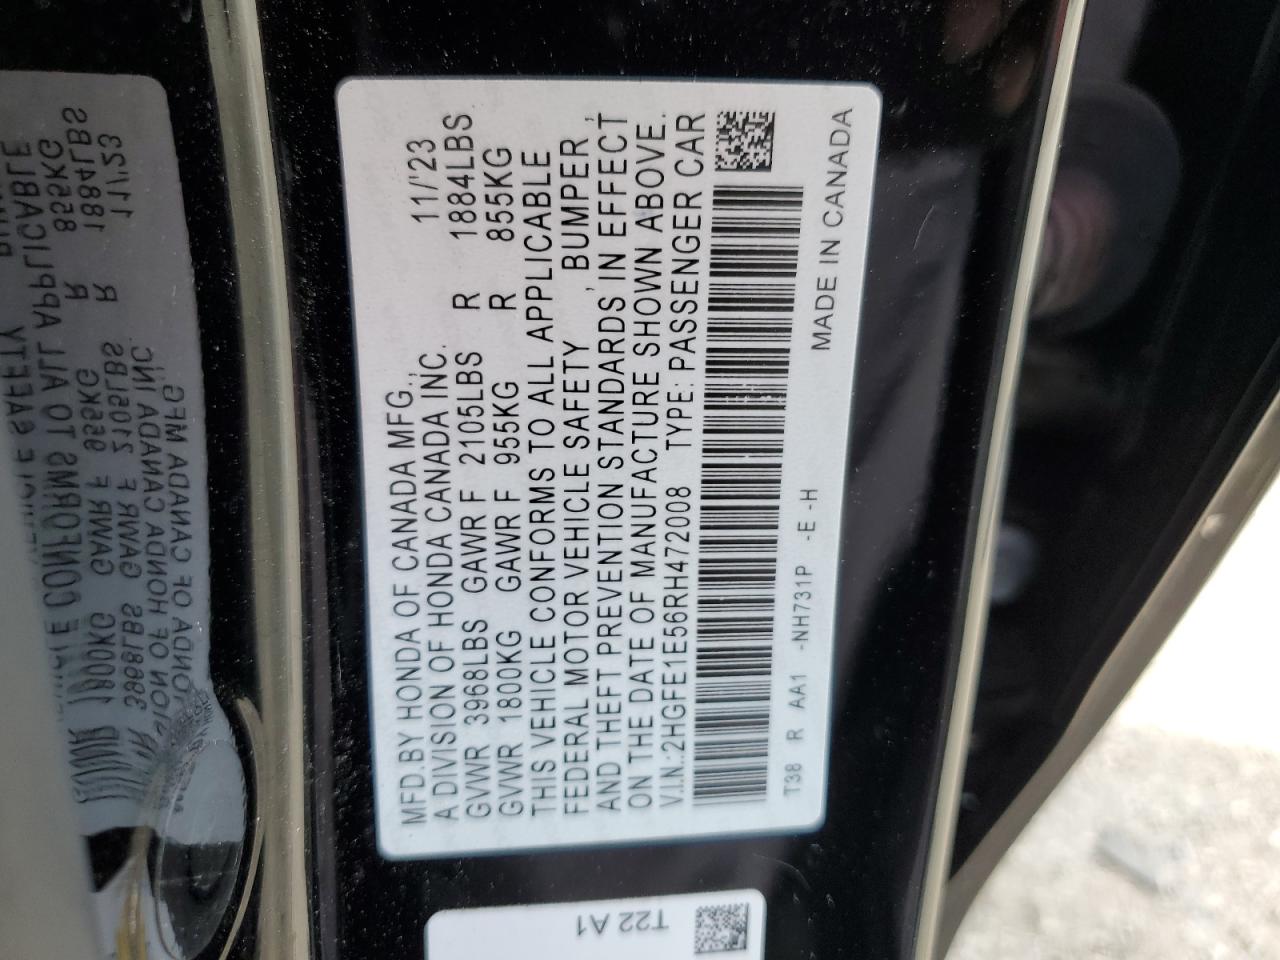 MFD.BY HONDA OF CANADA MFG., 11/'23
A DIVISION OF HONDA CANADA INC.
GVWR 3968LBS GAWR F 2105LBS R 1884LBS
GVWR 1800KG GAWR F 955KG R 855KG
THIS VEHICLE CONFORMS TO ALL APPLICABLE
FEDERAL MOTOR VEHICLE SAFETY , BUMPER ,
AND THEFT PREVENTION STANDARDS IN EFFECT
ON THE DATE OF MANUFACTURE SHOWN ABOVE.
V.I.N.:2HGFE1E56RH472008 TYPE:PASSENGER CAR
T38 R AA1 -NH731P -E -H MADE IN CANADA
T22 A1